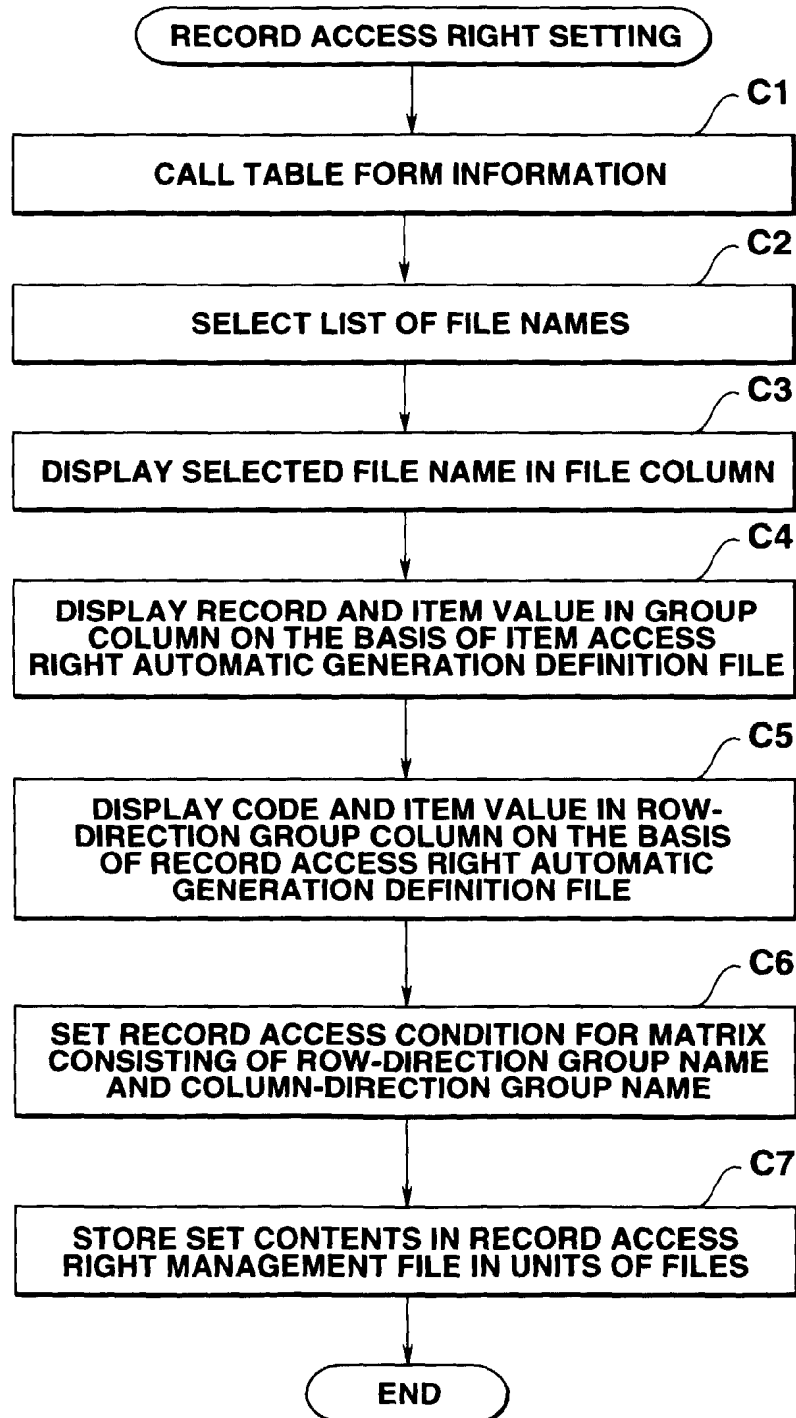 RECORD ACCESS RIGHT SETTING
C1
CALL TABLE FORM INFORMATION
C2
SELECT LIST OF FILE NAMES
C3
DISPLAY SELECTED FILE NAME IN FILE COLUMN
C4
DISPLAY RECORD AND ITEM VALUE IN GROUP
COLUMN ON THE BASIS OF ITEM ACCESS
RIGHT AUTOMATIC GENERATION DEFINITION FILE
C5
DISPLAY CODE AND ITEM VALUE IN ROW-
DIRECTION GROUP COLUMN ON THE BASIS
OF RECORD ACCESS RIGHT AUTOMATIC
GENERATION DEFINITION FILE
C6
SET RECORD ACCESS CONDITION FOR MATRIX
CONSISTING OF ROW-DIRECTION GROUP NAME
AND COLUMN-DIRECTION GROUP NAME
C7
STORE SET CONTENTS IN RECORD ACCESS
RIGHT MANAGEMENT FILE IN UNITS OF FILES
END